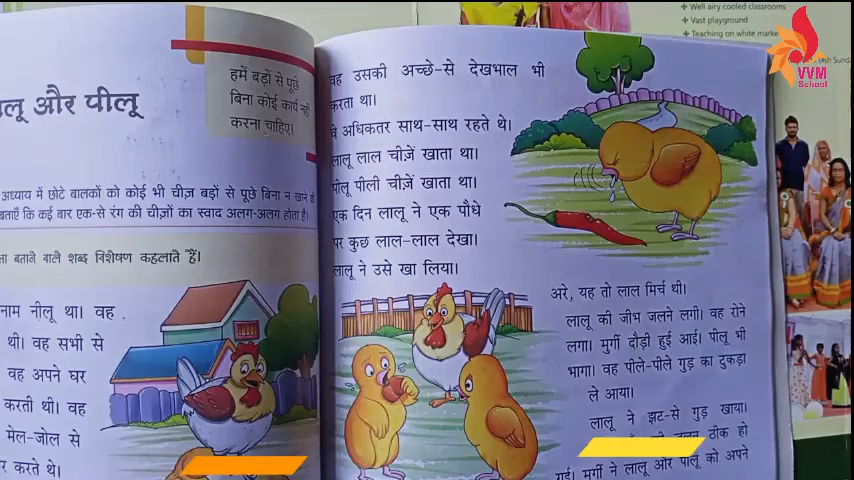 हमें बड़ों से पूछे
बिना कोई कार्य नहीं
करना चाहिए।
और पीलू
अध्याय में छोटे बालकों को कोई भी चीज़ बड़ों से पूछे बिना न खाने
कि कई बार एक-से रंग की चीज़ों का स्वाद अलग-अलग होता है।
बताने वाले शब्द विशेषण कहलाते हैं।
नाम नीलू था। वह
थी। वह सभी से
वह अपने घर
करती थी। वह
मेल-जोल से
करते थे।
वह उसकी अच्छे-से देखभाल भी
करता था।
वे अधिकतर साथ-साथ रहते थे।
लालू लाल चीज़ें खाता था।
पीलू पीली चीज़ें खाता था।
एक दिन लालू ने एक पौधे
पर कुछ लाल-लाल देखा।
लालू ने उसे खा लिया।
अरे, यह तो लाल मिर्च थी।
लालू की जीभ जलने लगी। वह रोने
लगा। मुर्गी दौड़ी हुई आई। पीलू भी
भागा। वह पीले-पीले गुड़ का टुकड़ा
ले आया।
लालू ने झट-से गुड़ खाया।
जलन ठीक हो
गई। मुर्गी ने लालू और पीलू को अपने
+ Well airy cooled classrooms
+ Vast playground
+ Teaching on white
VVM
School